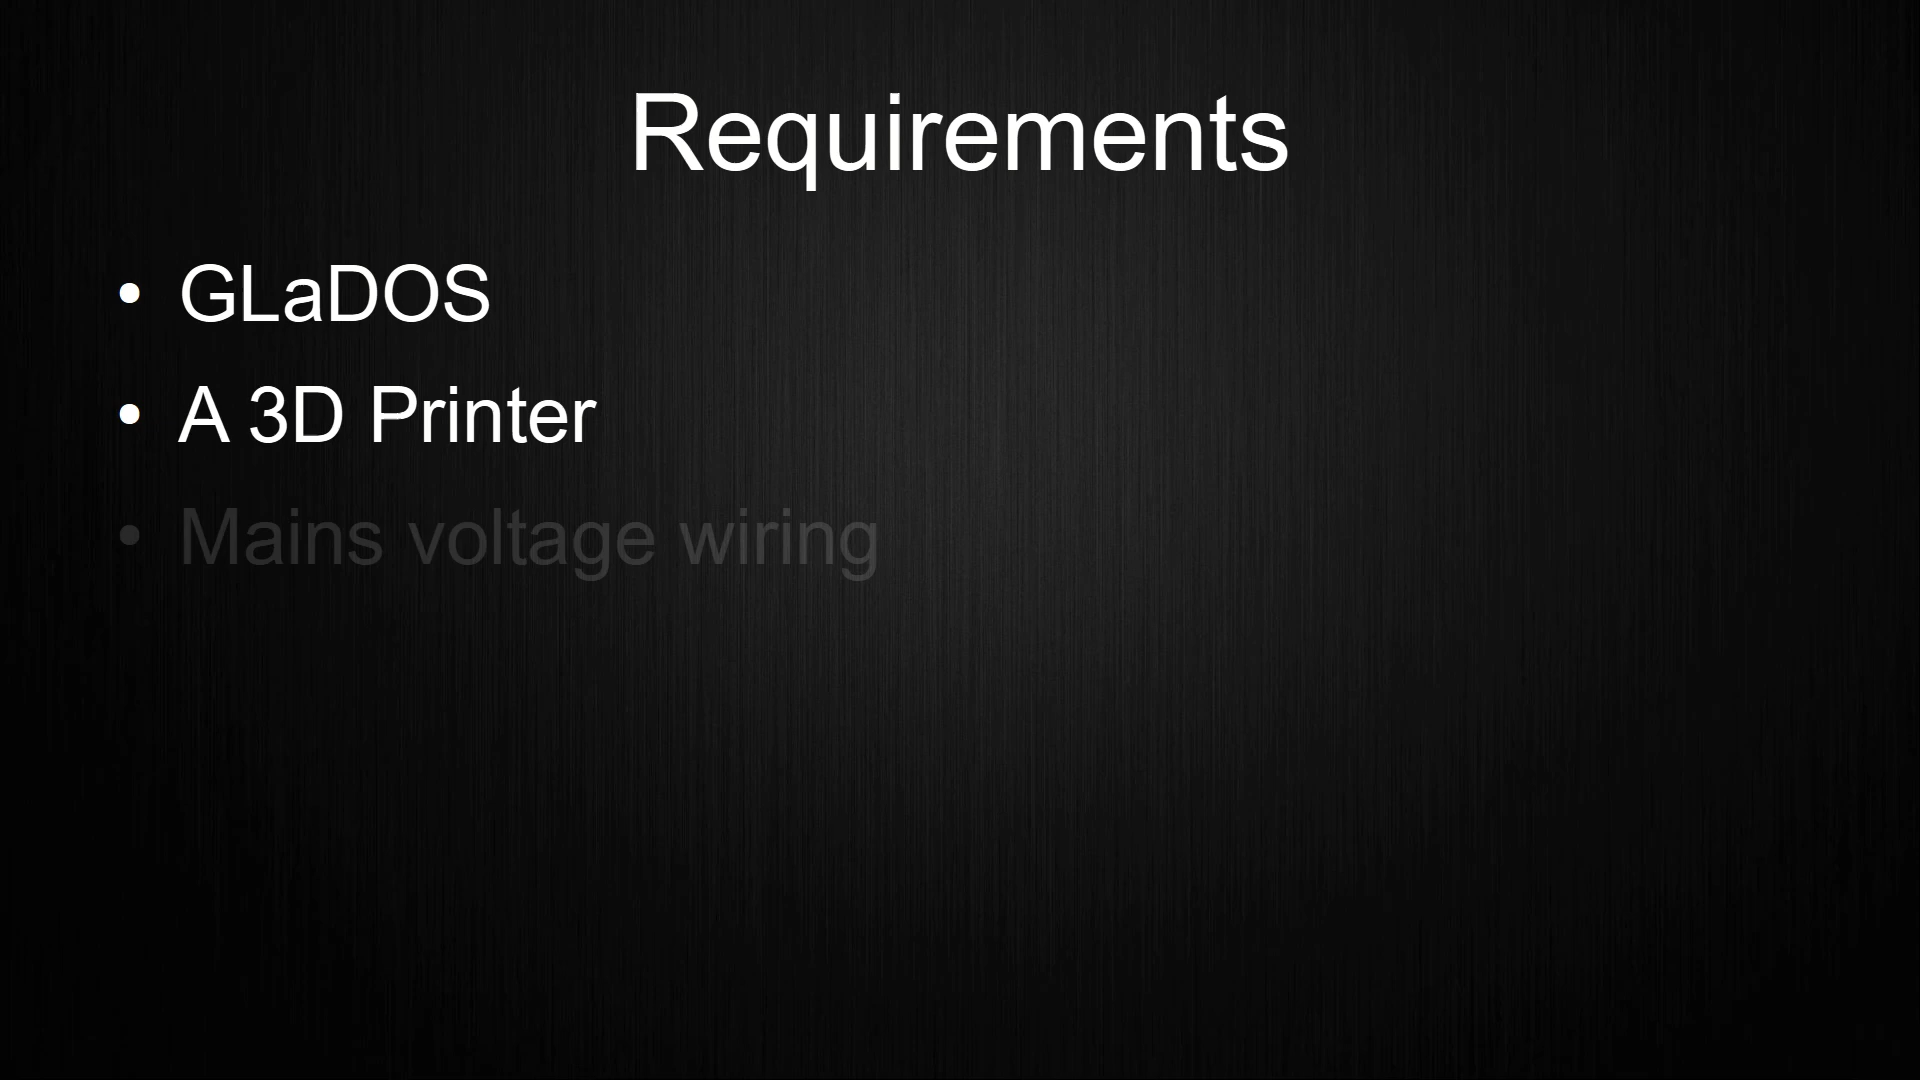 Requirements
• GLaDOS
• A 3D Printer
• Mains voltage wiring